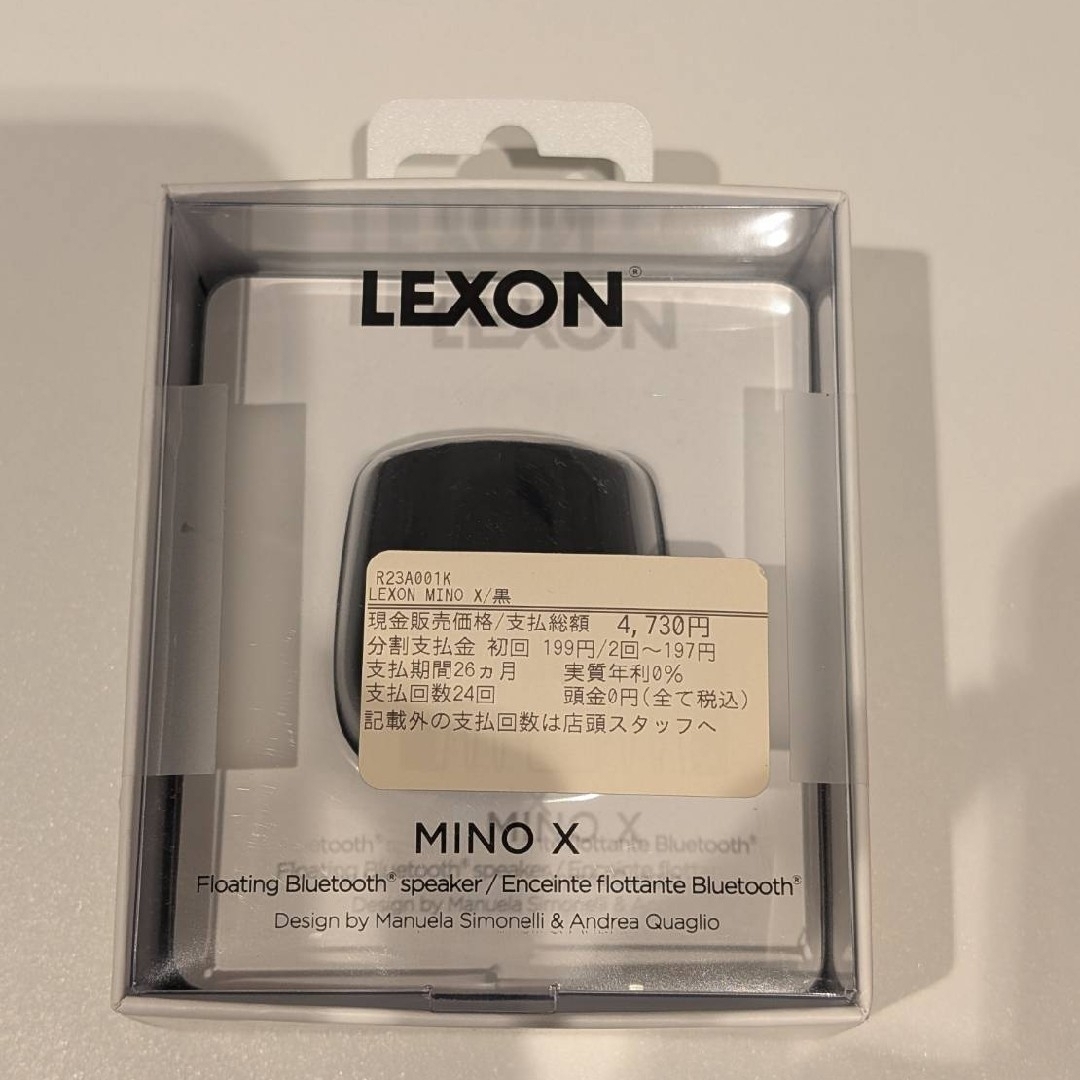 LEXON®
R23A001K
LEXON MINO X/黒
現金販売価格/支払総額 4,730円
分割支払金 初回 199円/2回〜197円
支払期間26ヵ月 実質年利0%
支払回数24回 頭金0円(全て税込)
記載外の支払回数は店頭スタッフへ
MINO X
Floating Bluetooth® speaker / Enceinte flottante Bluetooth®
Design by Manuela Simonelli & Andrea Quaglio